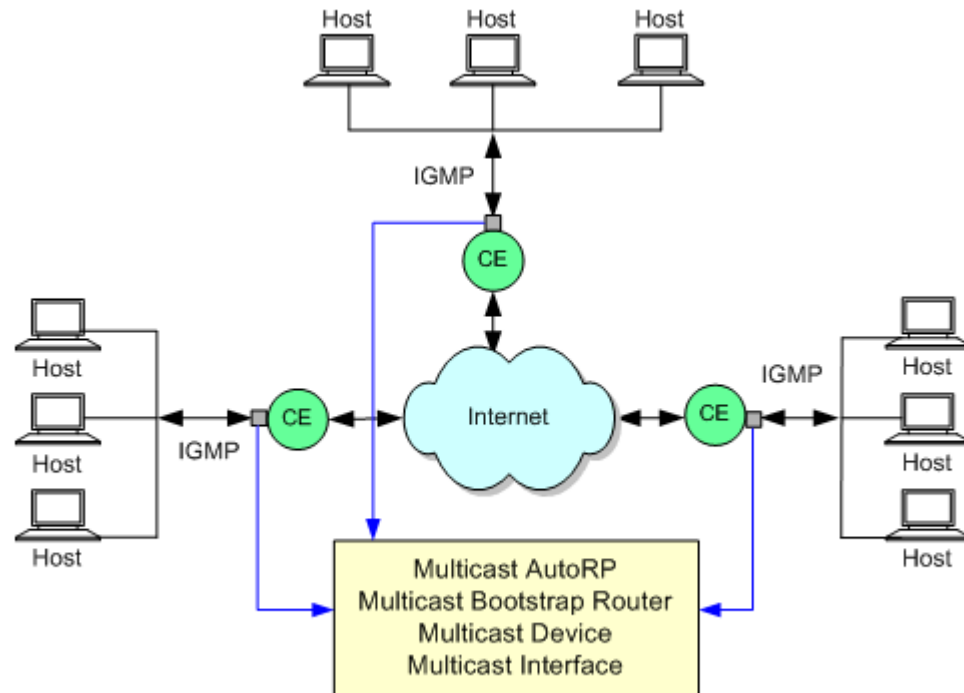 Host Host Host
IGMP
CE
Host
Host
Host
IGMP
CE
Internet
CE
IGMP
Host
Host
Host
Multicast AutoRP
Multicast Bootstrap Router
Multicast Device
Multicast Interface